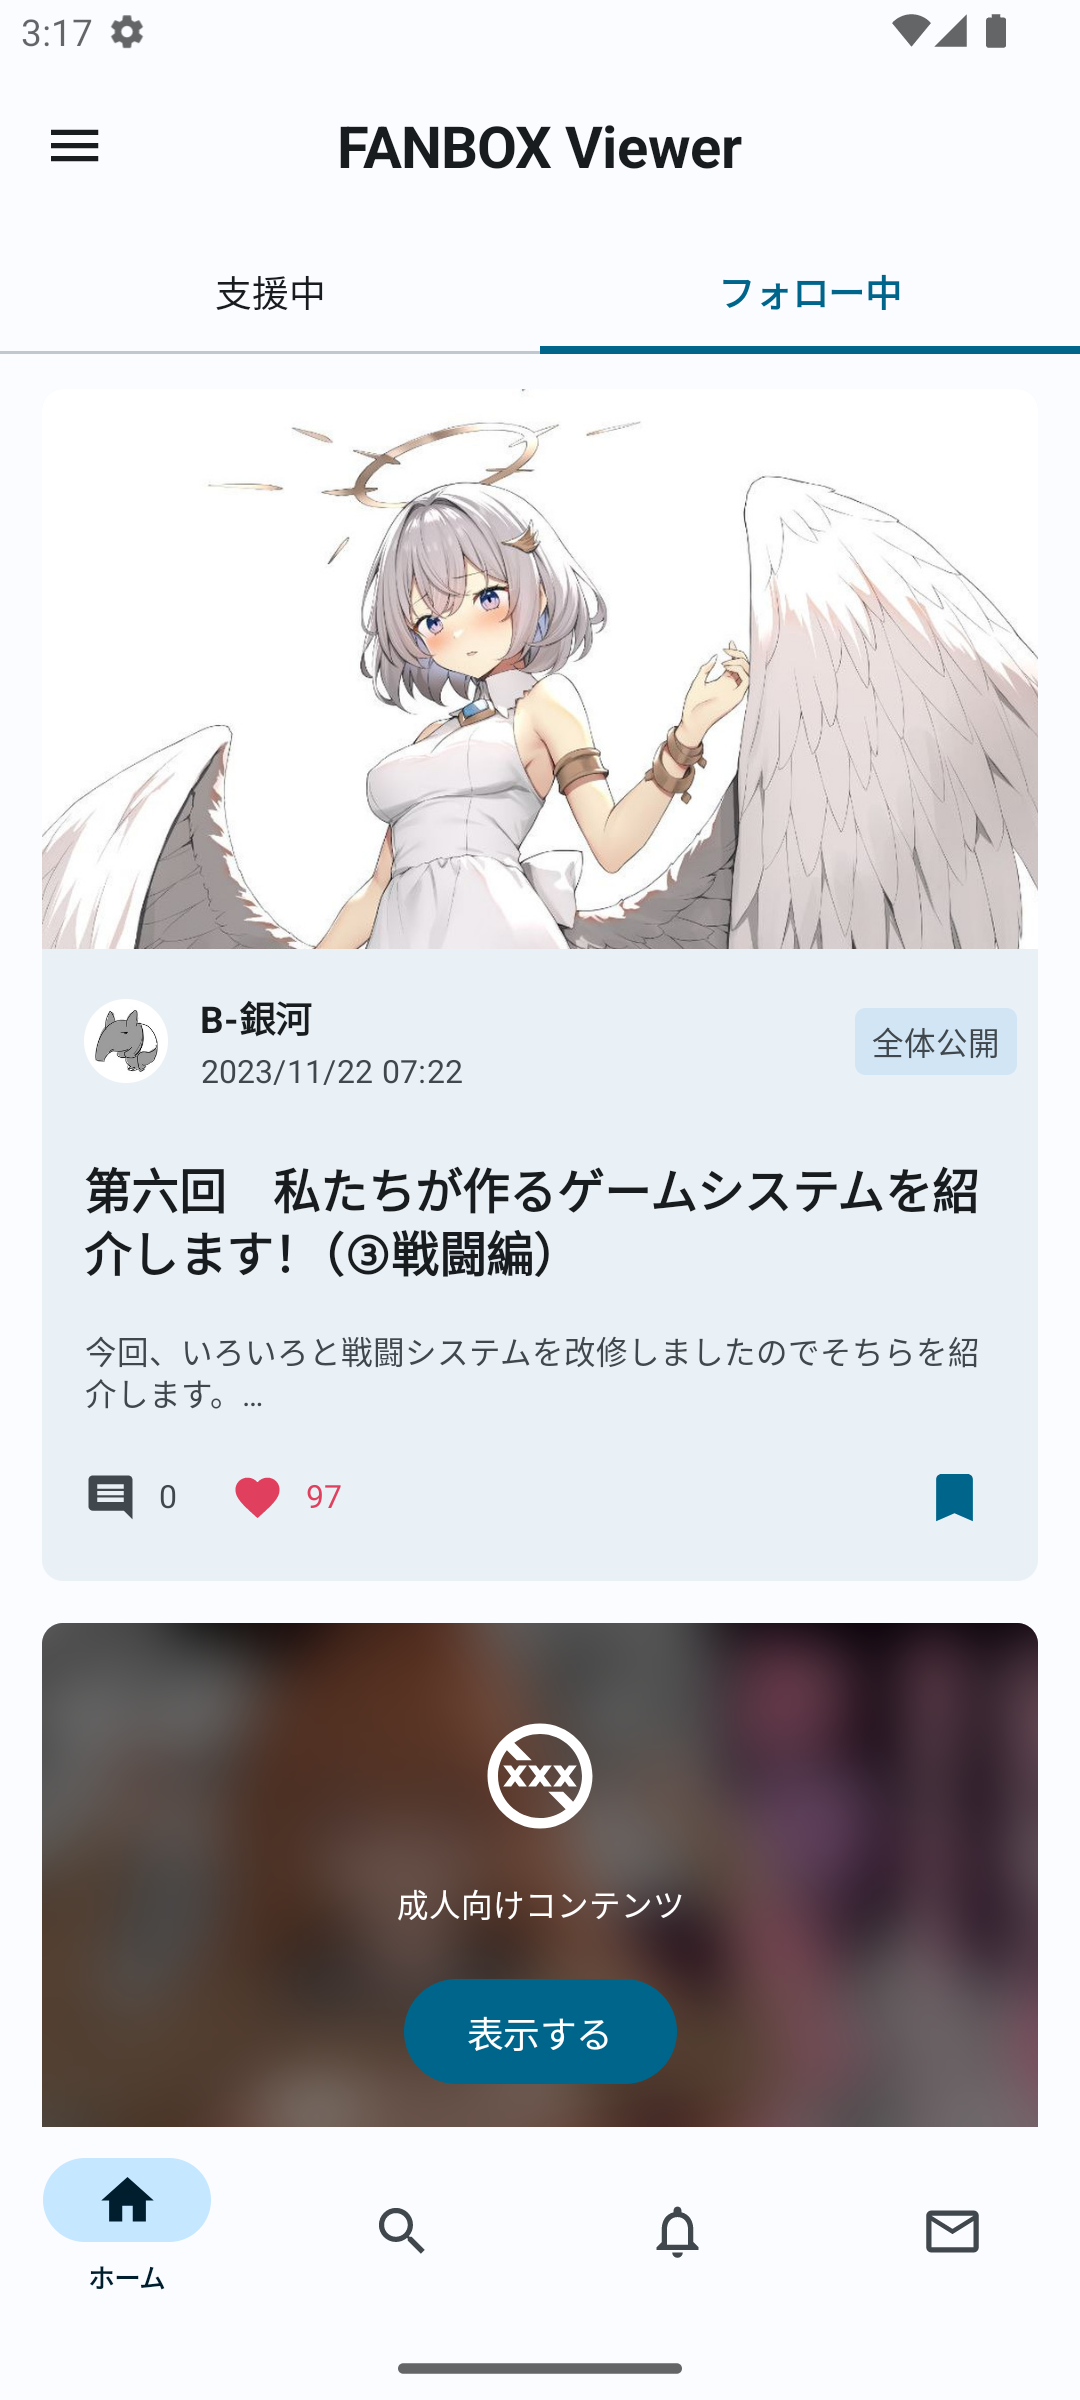 3:17
FANBOX Viewer
支援中
フォロー中
B-銀河
2023/11/22 07:22
全体公開
第六回　私たちが作るゲームシステムを紹
介します！（③戦闘編）
今回、いろいろと戦闘システムを改修しましたのでそちらを紹
介します。…
0
97
XXX
成人向けコンテンツ
表示する
ホーム